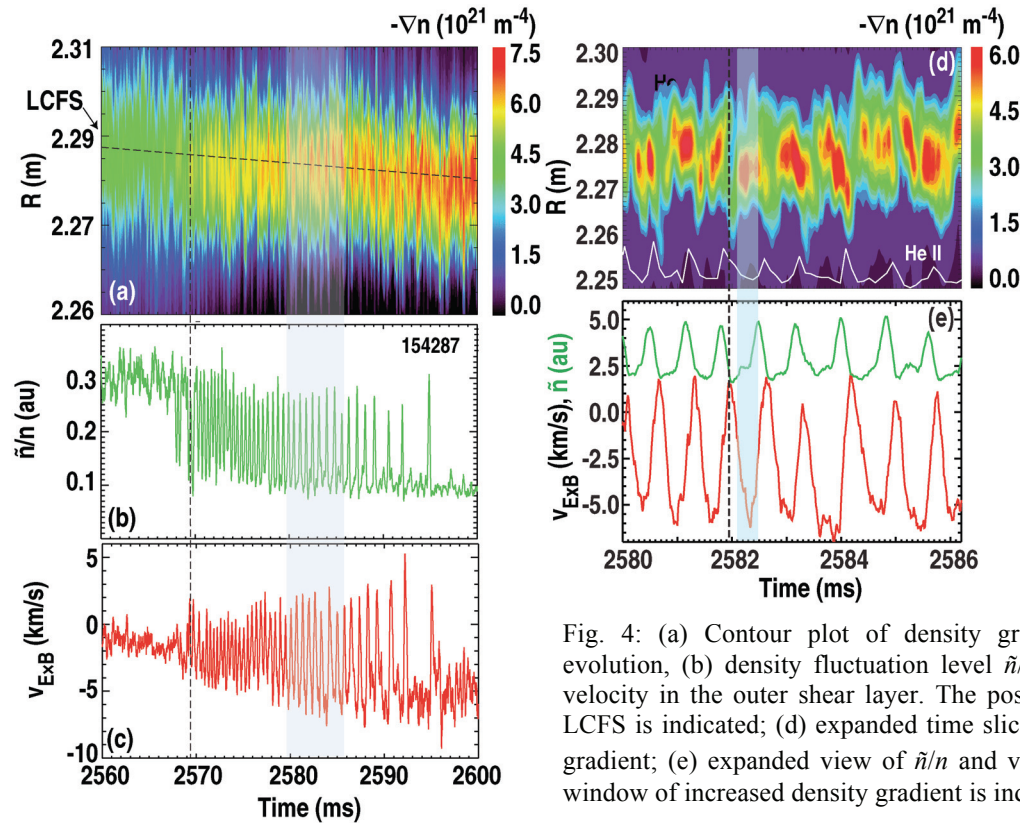 -∇n (10²¹ m⁻⁴)
2.31
2.29
2.27
2.26
LCFS
R (m)
(a)
7.5
6.0
4.5
3.0
1.5
0.0
154287
0.3
0.2
0.1
ñ/n (au)
(b)
5
0
-5
-10
v_ExB (km/s)
(c)
2560 2570 2580 2590 2600
Time (ms)
-∇n (10²¹ m⁻⁴)
2.30
2.29
2.28
2.27
2.26
2.25
R (m)
(d)
He II
6.0
4.5
3.0
1.5
0.0
5.0
2.5
0.0
-2.5
-5.0
v_ExB (km/s), ñ (au)
(e)
2580 2582 2584 2586
Time (ms)
Fig. 4: (a) Contour plot of density gr
evolution, (b) density fluctuation level ñ/
velocity in the outer shear layer. The pos
LCFS is indicated; (d) expanded time slic
gradient; (e) expanded view of ñ/n and v
window of increased density gradient is ind